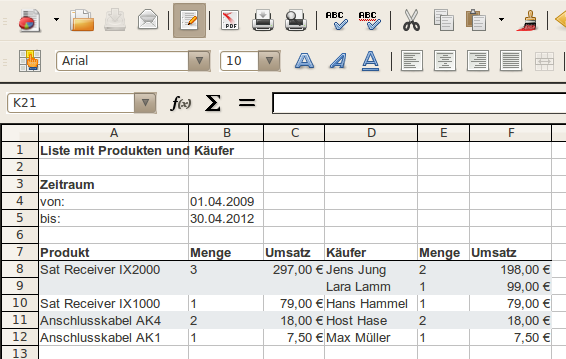 PDF ABC ABC
Arial 10 A A A
K21 f(x) Σ =
A B C D E F
1 Liste mit Produkten und Käufer
2
3 Zeitraum
4 von: 01.04.2009
5 bis: 30.04.2012
6
7 Produkt Menge Umsatz Käufer Menge Umsatz
8 Sat Receiver IX2000 3 297,00 € Jens Jung 2 198,00 €
9 Lara Lamm 1 99,00 €
10 Sat Receiver IX1000 1 79,00 € Hans Hammel 1 79,00 €
11 Anschlusskabel AK4 2 18,00 € Host Hase 2 18,00 €
12 Anschlusskabel AK1 1 7,50 € Max Müller 1 7,50 €
13